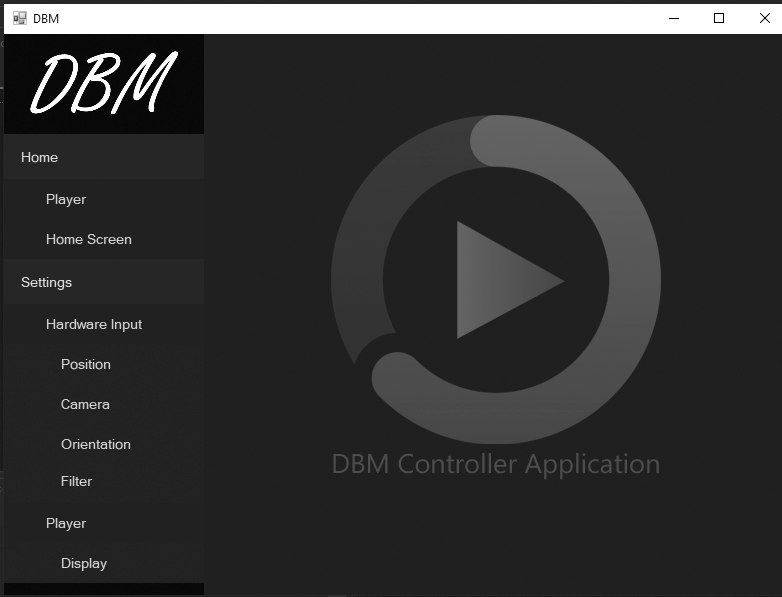 DBM
DBM
Home
Player
Home Screen
Settings
Hardware Input
Position
Camera
Orientation
Filter
Player
Display
DBM Controller Application